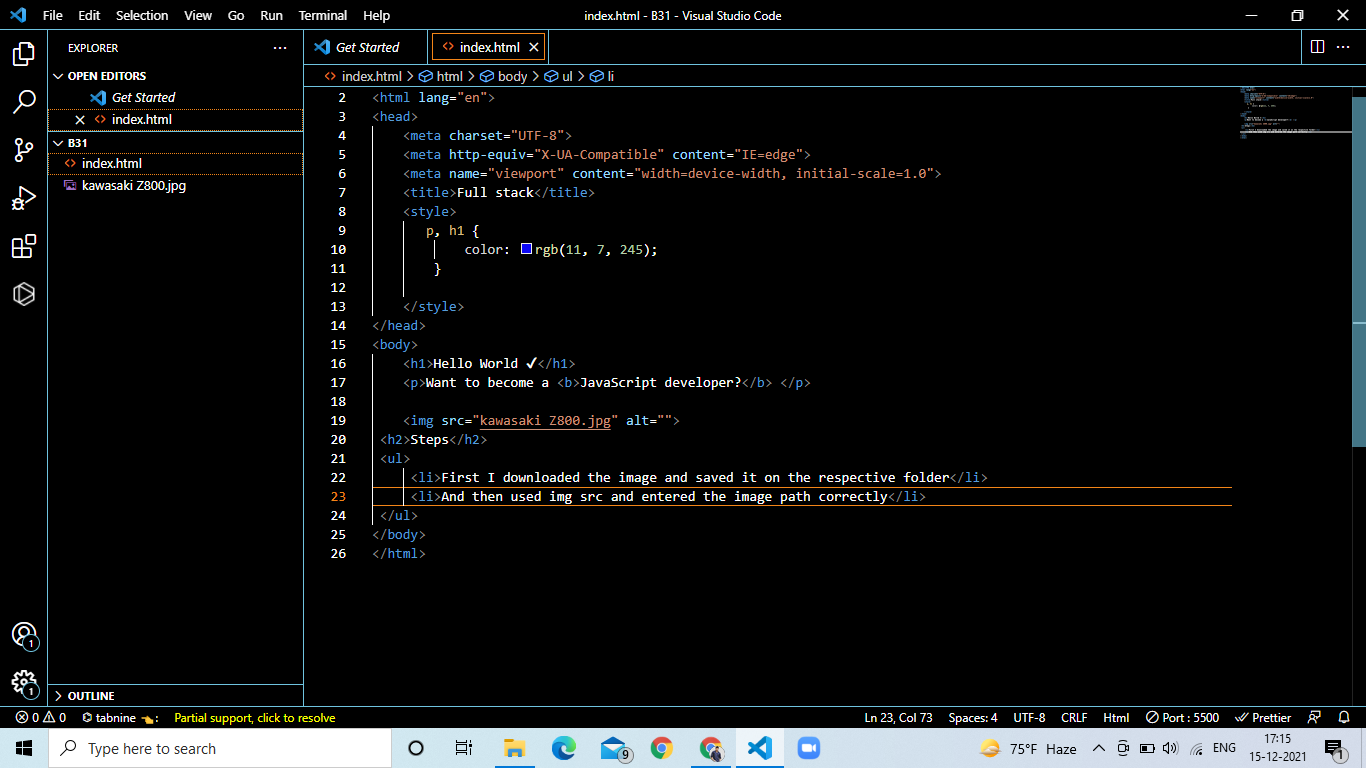 File Edit Selection View Go Run Terminal Help index.html - B31 - Visual Studio Code
EXPLORER
OPEN EDITORS
Get Started
index.html
B31
index.html
kawasaki Z800.jpg
OUTLINE
Get Started index.html
index.html > html > body > ul > li
2 <html lang="en">
3 <head>
4 <meta charset="UTF-8">
5 <meta http-equiv="X-UA-Compatible" content="IE=edge">
6 <meta name="viewport" content="width=device-width, initial-scale=1.0">
7 <title>Full stack</title>
8 <style>
9 p, h1 {
10 color: rgb(11, 7, 245);
11 }
12
13 </style>
14 </head>
15 <body>
16 <h1>Hello World ✔</h1>
17 <p>Want to become a <b>JavaScript developer?</b> </p>
18
19 <img src="kawasaki Z800.jpg" alt="">
20 <h2>Steps</h2>
21 <ul>
22 <li>First I downloaded the image and saved it on the respective folder</li>
23 <li>And then used img src and entered the image path correctly</li>
24 </ul>
25 </body>
26 </html>
1
1
0 0 tabnine : Partial support, click to resolve Ln 23, Col 73 Spaces: 4 UTF-8 CRLF Html Port : 5500 Prettier
Type here to search 9 75°F Haze ENG 17:15
15-12-2021 1